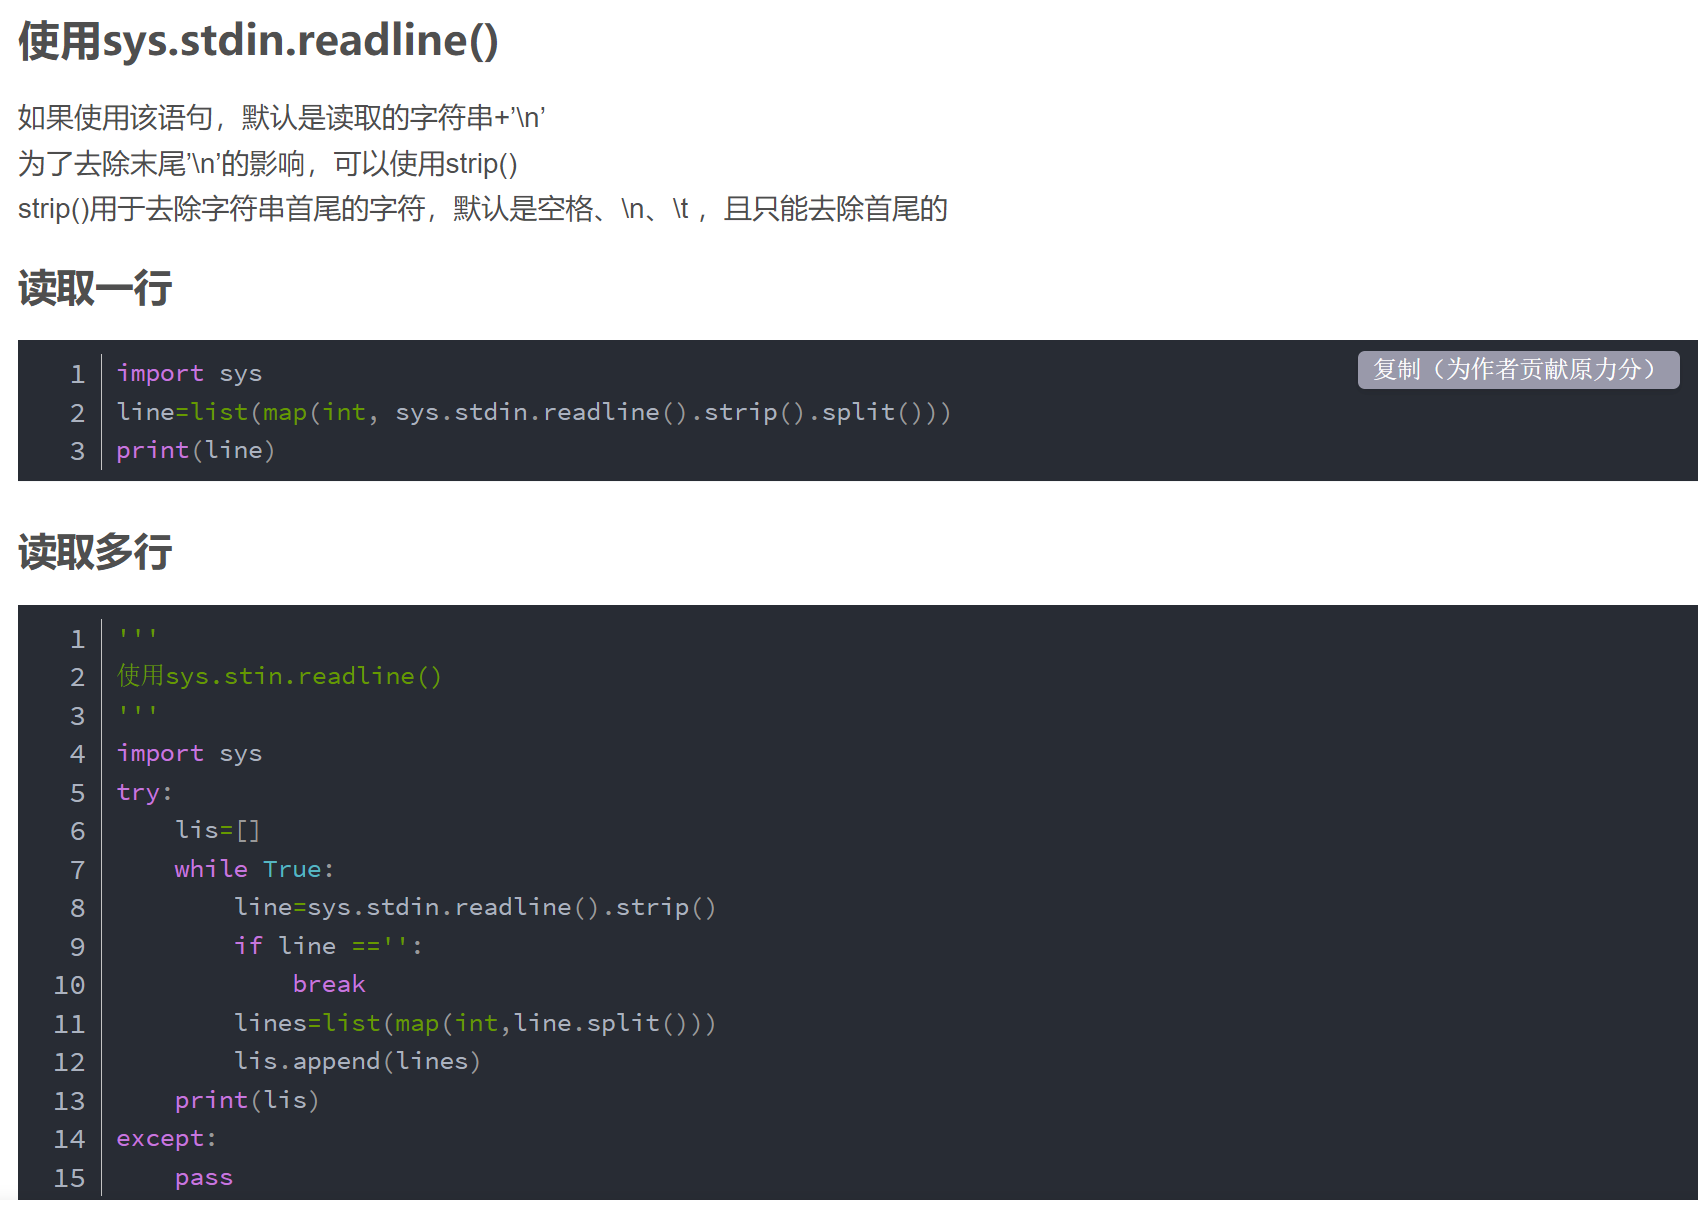 使用sys.stdin.readline()
如果使用该语句，默认是读取的字符串+’\n’
为了去除末尾’\n’的影响，可以使用strip()
strip()用于去除字符串首尾的字符，默认是空格、\n、\t ，且只能去除首尾的
读取一行
复制（为作者贡献原力分）
1 import sys
2 line=list(map(int, sys.stdin.readline().strip().split()))
3 print(line)
读取多行
1 '''
2 使用sys.stin.readline()
3 '''
4 import sys
5 try:
6     lis=[]
7     while True:
8         line=sys.stdin.readline().strip()
9         if line =='':
10             break
11         lines=list(map(int,line.split()))
12         lis.append(lines)
13     print(lis)
14 except:
15     pass